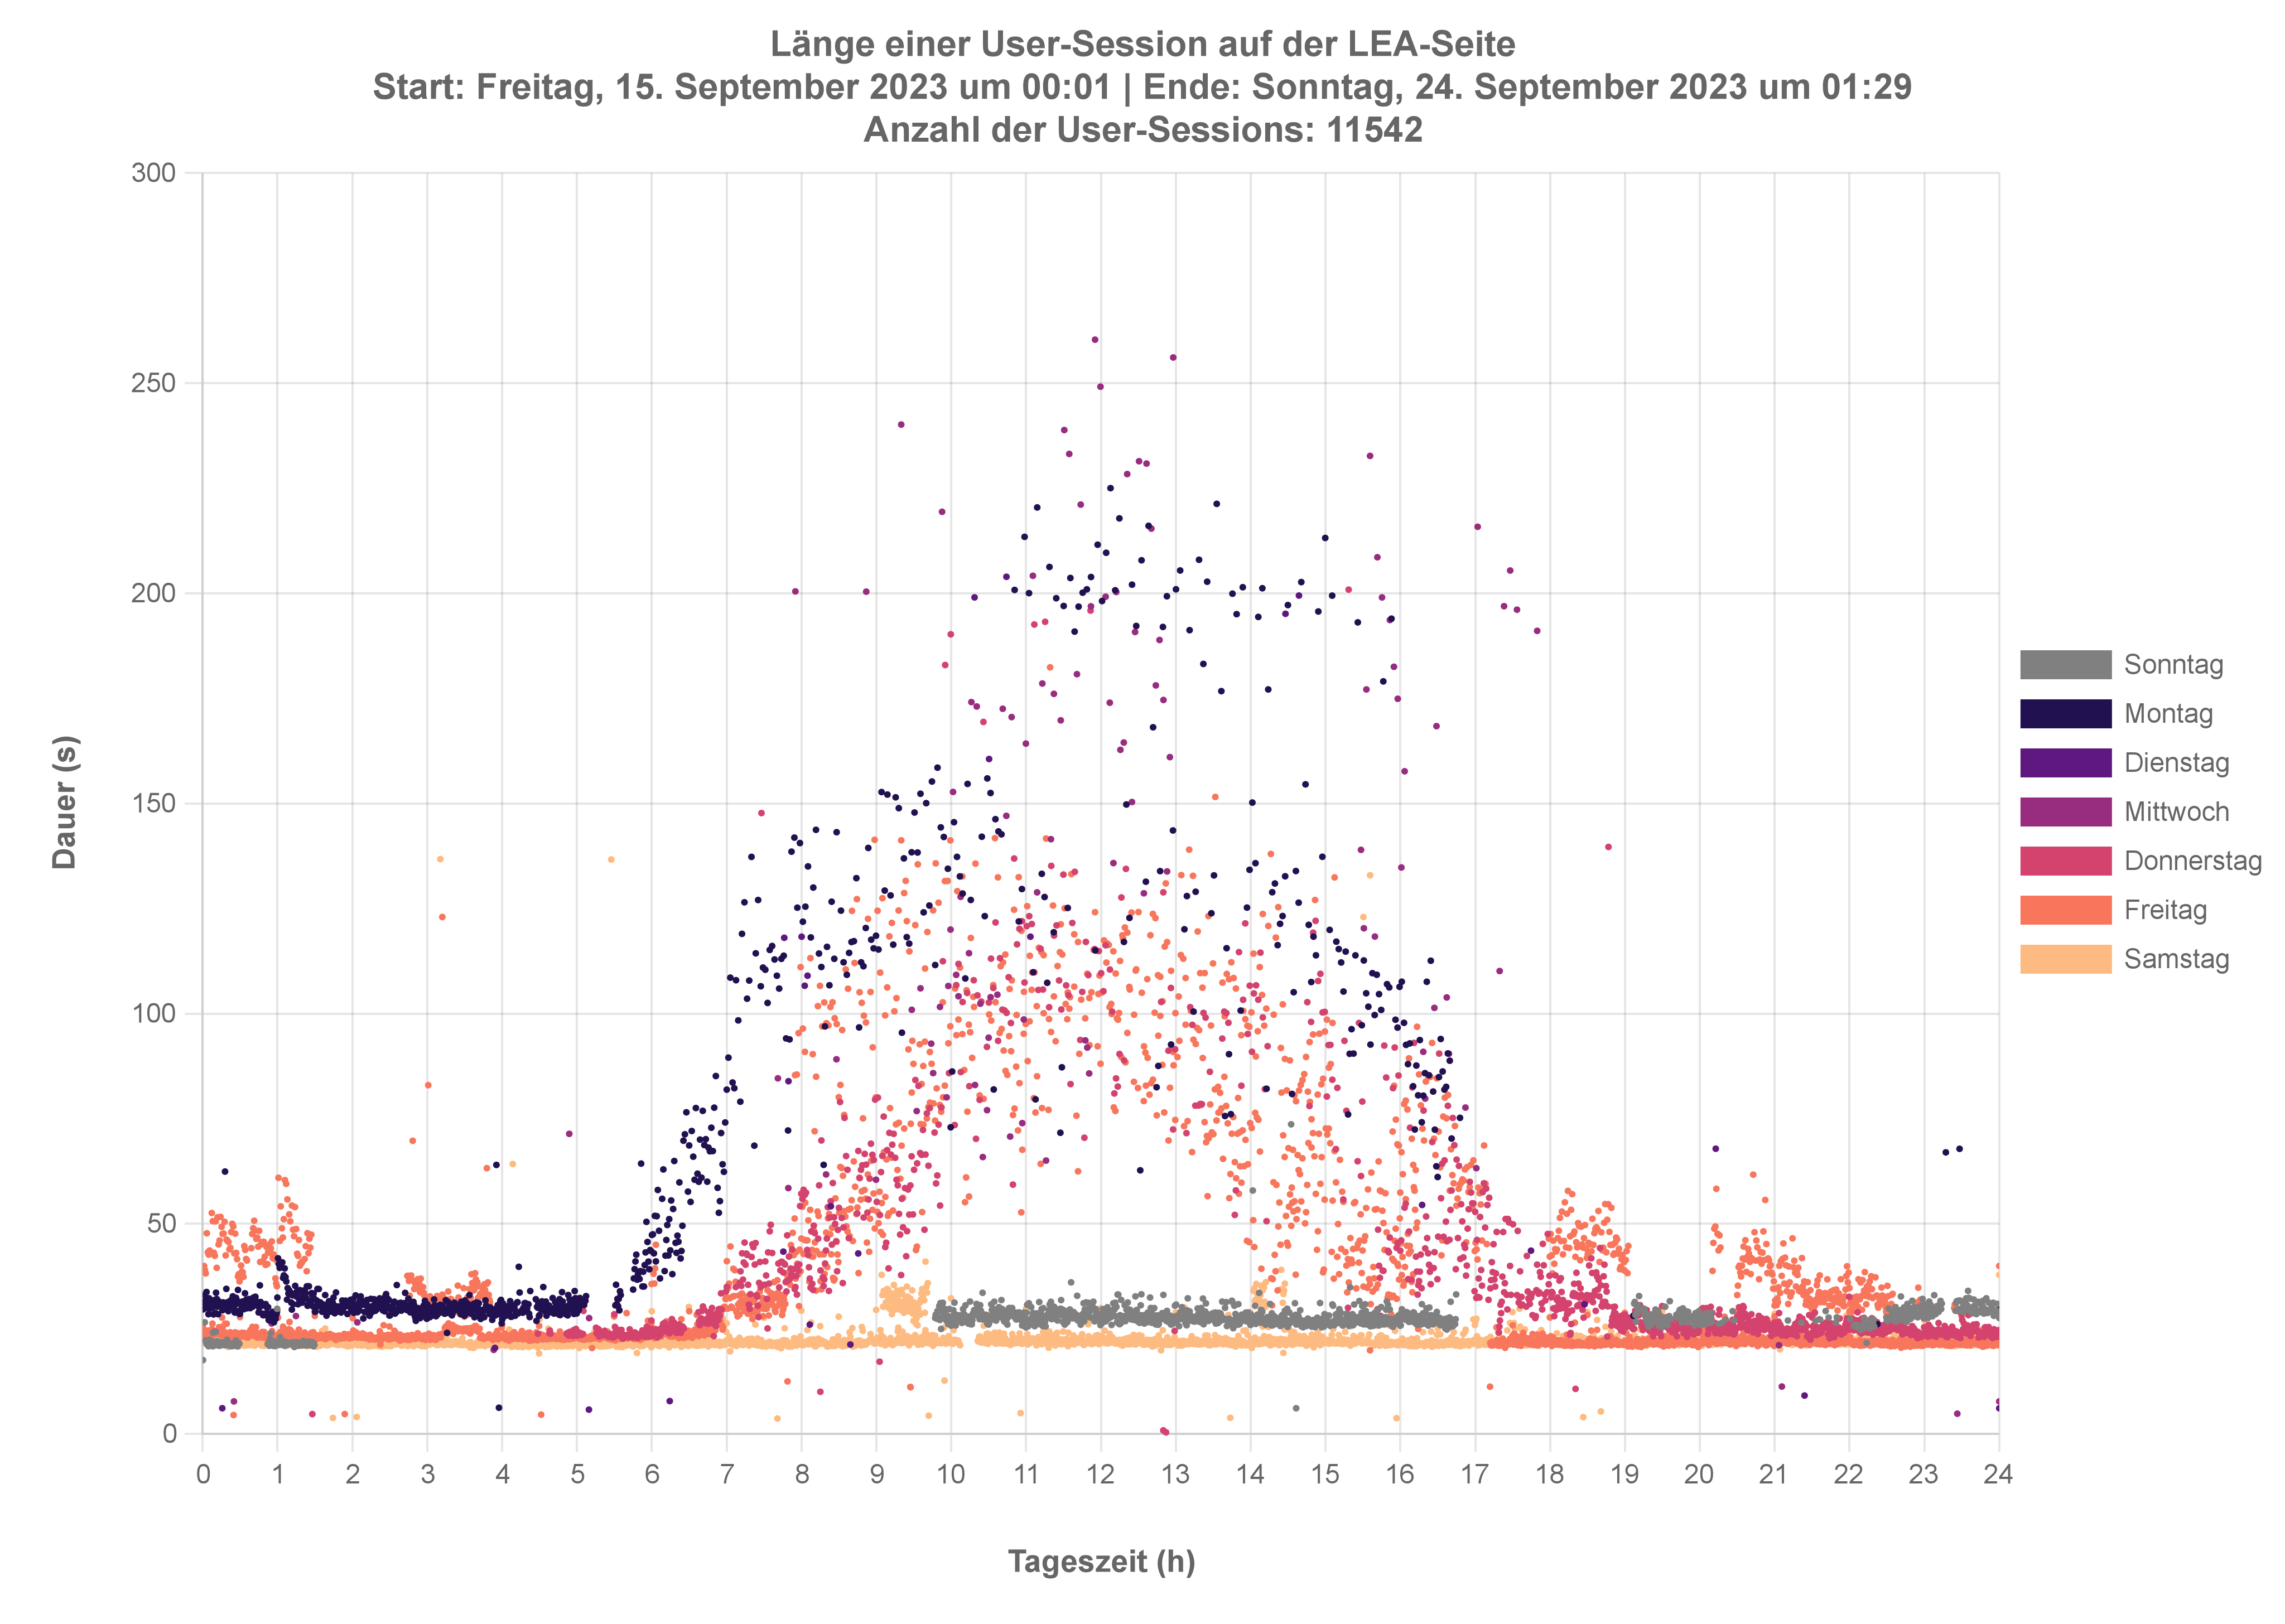 Länge einer User-Session auf der LEA-Seite
Start: Freitag, 15. September 2023 um 00:01 | Ende: Sonntag, 24. September 2023 um 01:29
Anzahl der User-Sessions: 11542
300
250
200
150
100
50
0
Dauer (s)
0 1 2 3 4 5 6 7 8 9 10 11 12 13 14 15 16 17 18 19 20 21 22 23 24
Tageszeit (h)
Sonntag
Montag
Dienstag
Mittwoch
Donnerstag
Freitag
Samstag